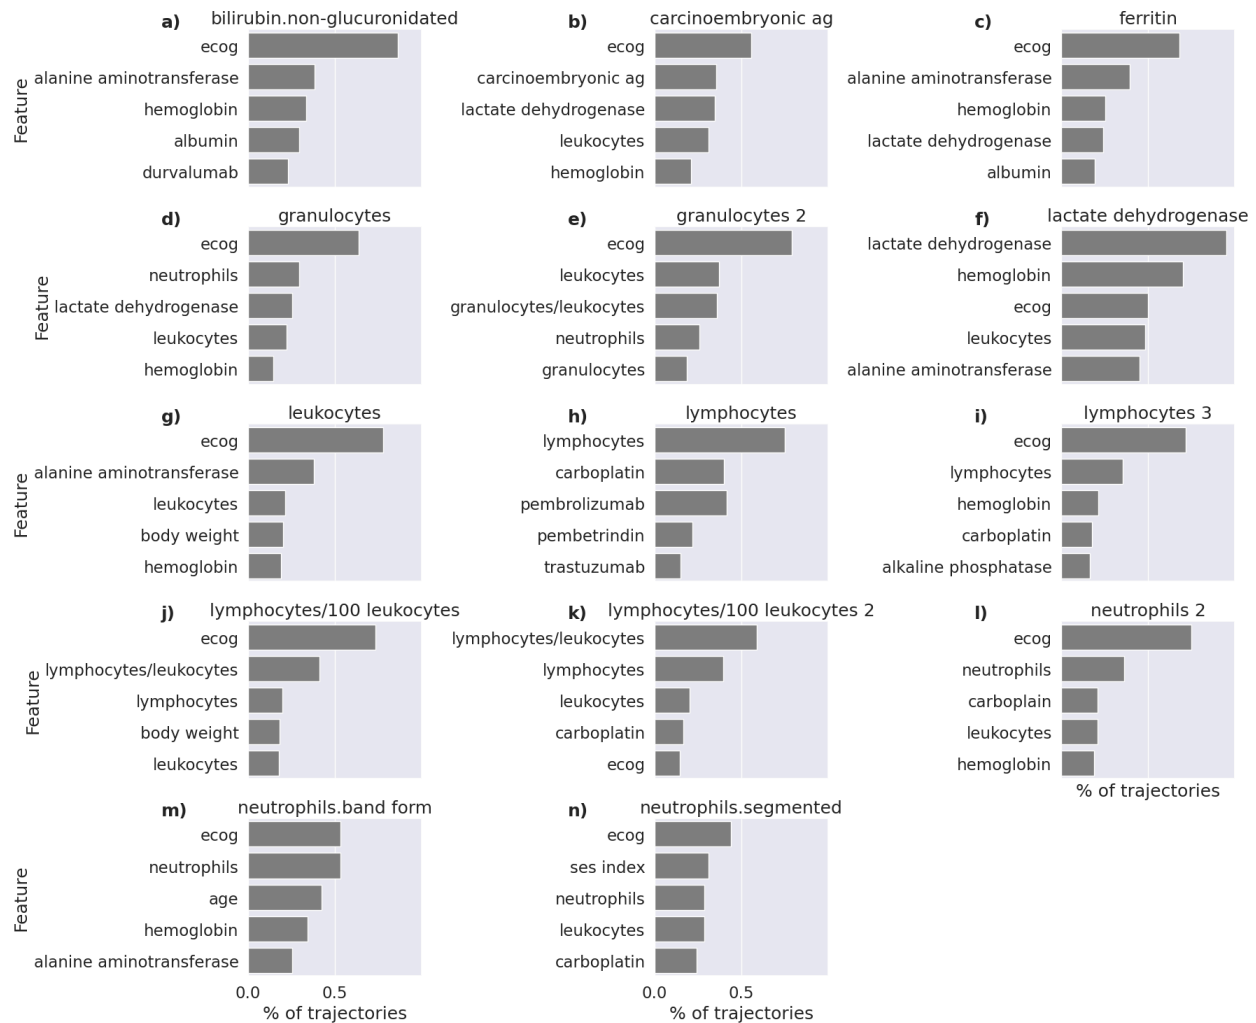 a) bilirubin.non-glucuronidated
ecog
alanine aminotransferase
hemoglobin
albumin
durvalumab
Feature
b) carcinoembryonic ag
ecog
carcinoembryonic ag
lactate dehydrogenase
leukocytes
hemoglobin
c) ferritin
ecog
alanine aminotransferase
hemoglobin
lactate dehydrogenase
albumin
d) granulocytes
ecog
neutrophils
lactate dehydrogenase
leukocytes
hemoglobin
Feature
e) granulocytes 2
ecog
leukocytes
granulocytes/leukocytes
neutrophils
granulocytes
f) lactate dehydrogenase
lactate dehydrogenase
hemoglobin
ecog
leukocytes
alanine aminotransferase
g) leukocytes
ecog
alanine aminotransferase
leukocytes
body weight
hemoglobin
Feature
h) lymphocytes
lymphocytes
carboplatin
pembrolizumab
pembetrindin
trastuzumab
i) lymphocytes 3
ecog
lymphocytes
hemoglobin
carboplatin
alkaline phosphatase
j) lymphocytes/100 leukocytes
ecog
lymphocytes/leukocytes
lymphocytes
body weight
leukocytes
Feature
k) lymphocytes/100 leukocytes 2
lymphocytes/leukocytes
lymphocytes
leukocytes
carboplatin
ecog
l) neutrophils 2
ecog
neutrophils
carboplain
leukocytes
hemoglobin
% of trajectories
m) neutrophils.band form
ecog
neutrophils
age
hemoglobin
alanine aminotransferase
Feature
0.0 0.5
% of trajectories
n) neutrophils.segmented
ecog
ses index
neutrophils
leukocytes
carboplatin
0.0 0.5
% of trajectories